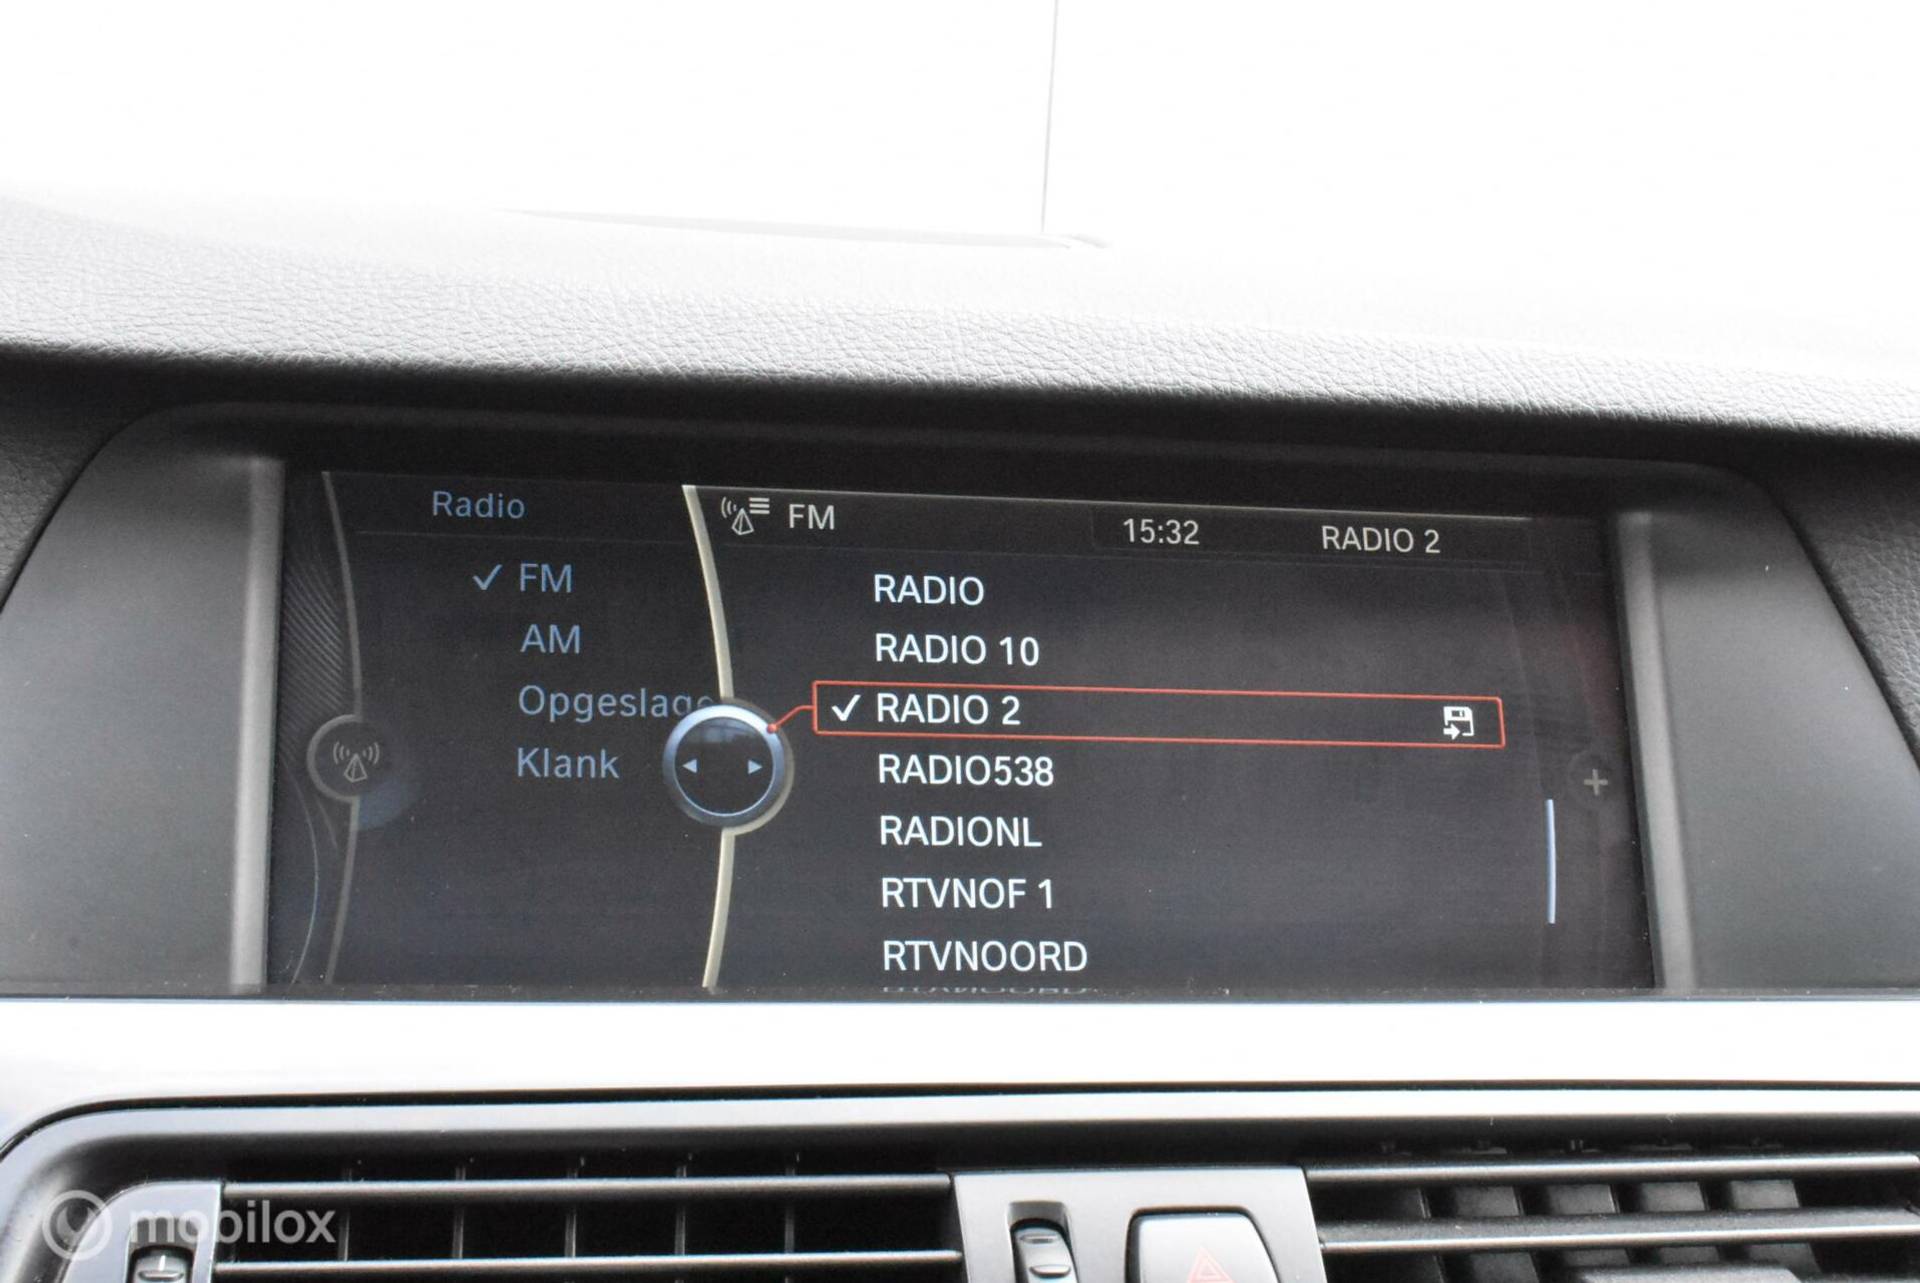 Radio
FM
AM
Opgeslage
Klank
FM
15:32
RADIO 2
RADIO
RADIO 10
RADIO 2
RADIO538
RADIONL
RTVNOF 1
RTVNOORD
mobilox